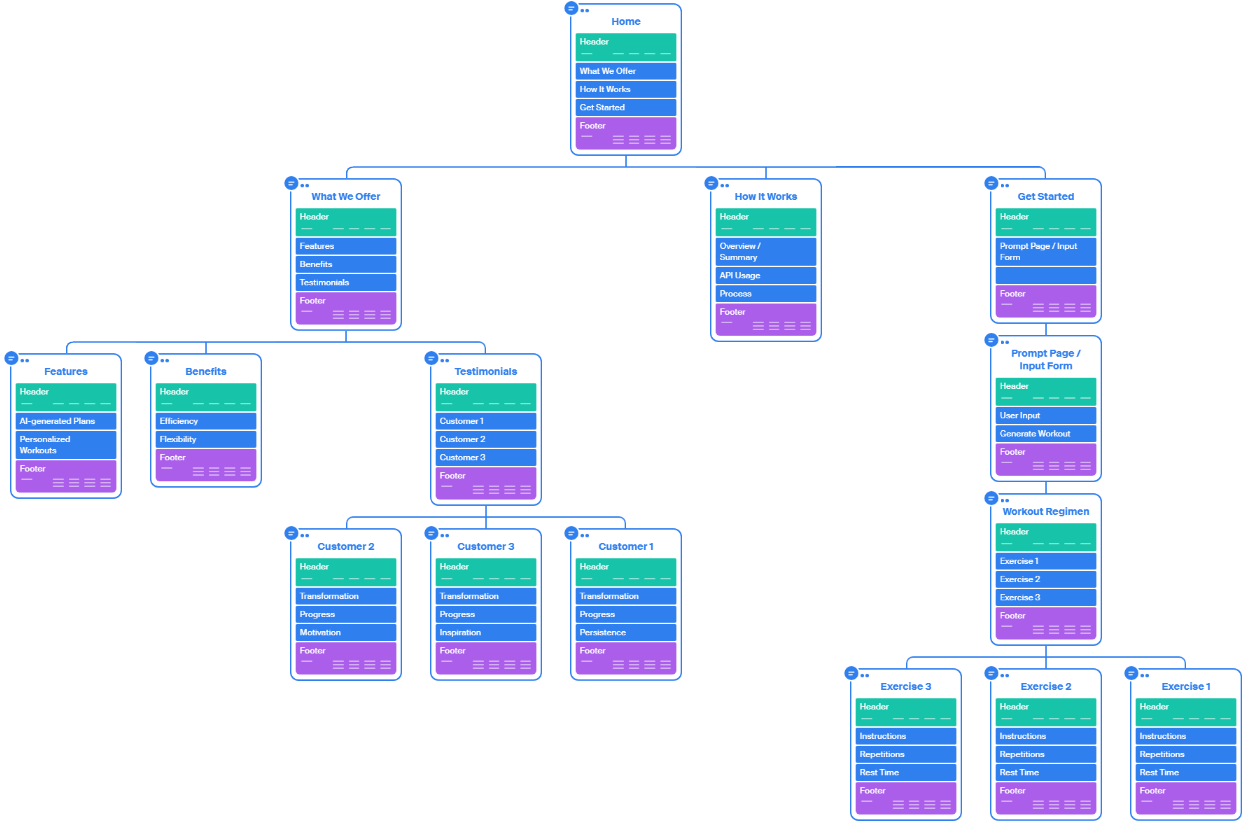 Home
Header
What We Offer
How It Works
Get Started
Footer
What We Offer
Header
Features
Benefits
Testimonials
Footer
How It Works
Header
Overview /
Summary
API Usage
Process
Footer
Get Started
Header
Prompt Page / Input
Form
Footer
Features
Header
AI-generated Plans
Personalized
Workouts
Footer
Benefits
Header
Efficiency
Flexibility
Footer
Testimonials
Header
Customer 1
Customer 2
Customer 3
Footer
Prompt Page /
Input Form
Header
User Input
Generate Workout
Footer
Workout Regimen
Header
Exercise 1
Exercise 2
Exercise 3
Footer
Customer 2
Header
Transformation
Progress
Motivation
Footer
Customer 3
Header
Transformation
Progress
Inspiration
Footer
Customer 1
Header
Transformation
Progress
Persistence
Footer
Exercise 3
Header
Instructions
Repetitions
Rest Time
Footer
Exercise 2
Header
Instructions
Repetitions
Rest Time
Footer
Exercise 1
Header
Instructions
Repetitions
Rest Time
Footer